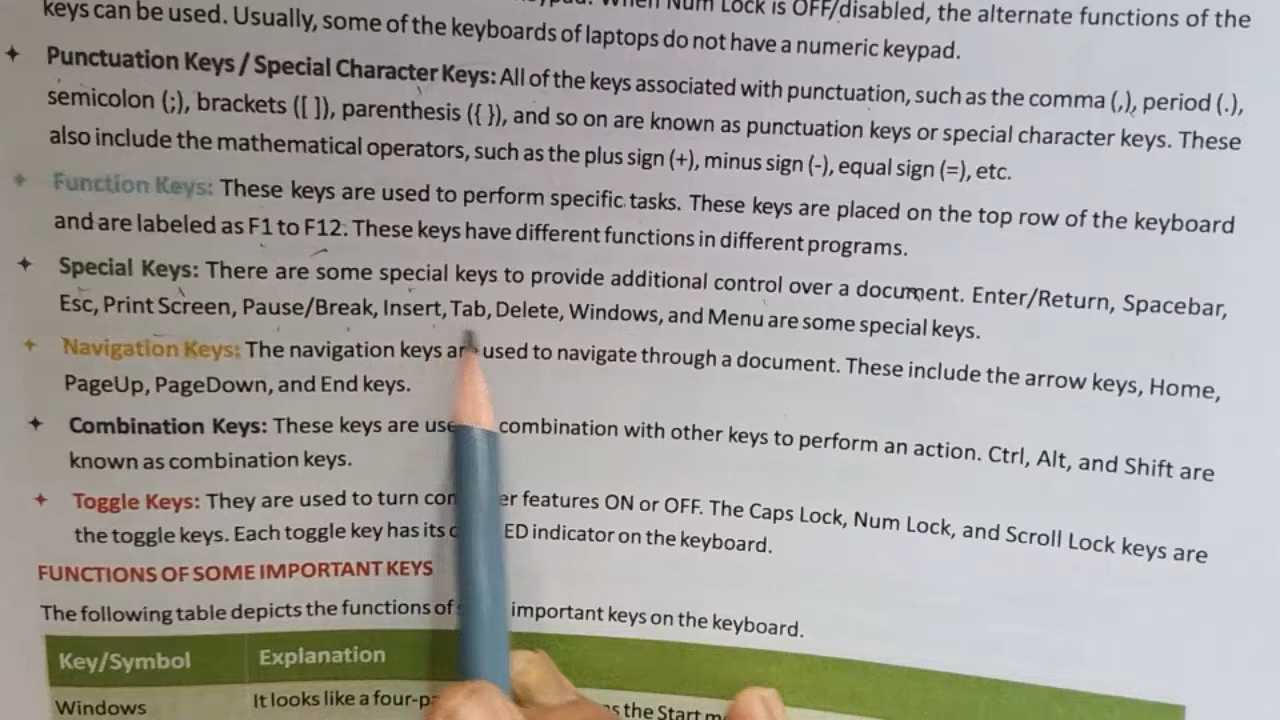 Num Lock is OFF/disabled, the alternate functions of the
keys can be used. Usually, some of the keyboards of laptops do not have a numeric keypad.
✦ Punctuation Keys / Special Character Keys: All of the keys associated with punctuation, such as the comma (,), period (.),
semicolon (;), brackets ([ ]), parenthesis ({ }), and so on are known as punctuation keys or special character keys. These
also include the mathematical operators, such as the plus sign (+), minus sign (-), equal sign (=), etc.
✦ Function Keys: These keys are used to perform specific tasks. These keys are placed on the top row of the keyboard
and are labeled as F1 to F12. These keys have different functions in different programs.
✦ Special Keys: There are some special keys to provide additional control over a document. Enter/Return, Spacebar,
Esc, Print Screen, Pause/Break, Insert, Tab, Delete, Windows, and Menu are some special keys.
✦ Navigation Keys: The navigation keys are used to navigate through a document. These include the arrow keys, Home,
PageUp, PageDown, and End keys.
✦ Combination Keys: These keys are combination with other keys to perform an action. Ctrl, Alt, and Shift are
known as combination keys.
✦ Toggle Keys: They are used to turn features ON or OFF. The Caps Lock, Num Lock, and Scroll Lock keys are
the toggle keys. Each toggle key has its indicator on the keyboard.
FUNCTIONS OF SOME IMPORTANT KEYS
The following table depicts the functions of important keys on the keyboard.
Key/Symbol Explanation
Windows It looks like a the Start